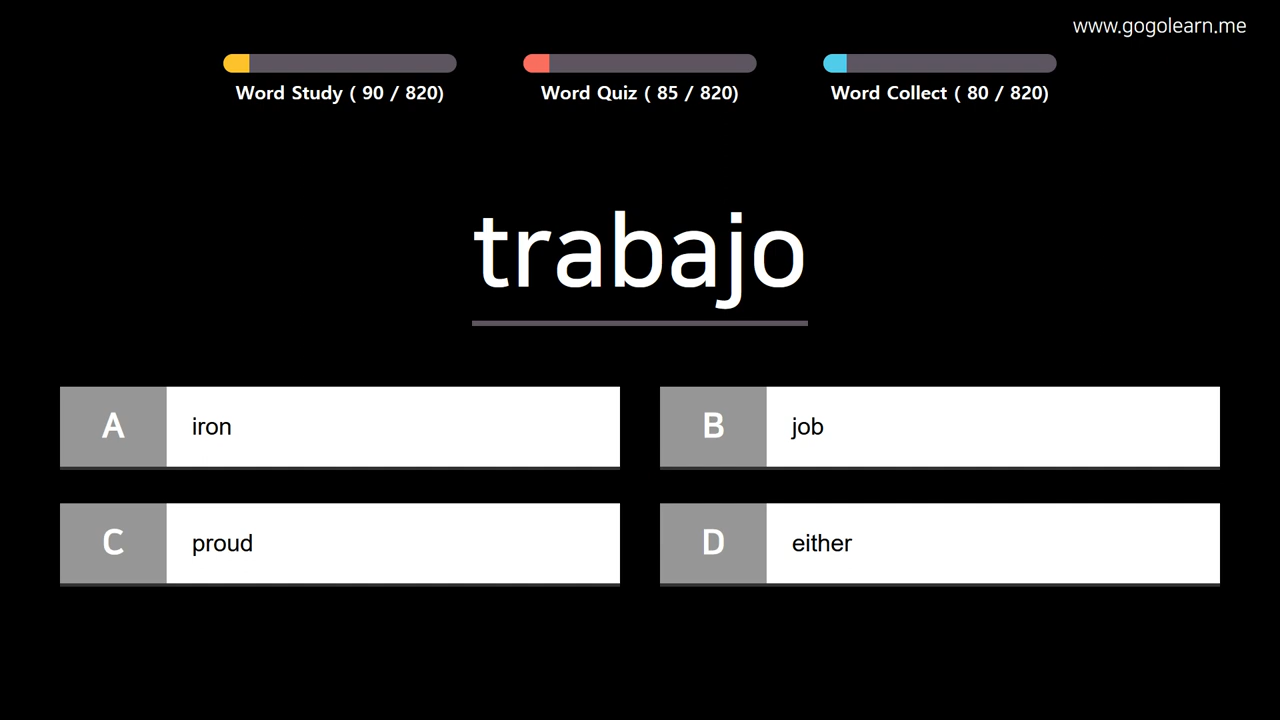 www.gogolearn.me
Word Study ( 90 / 820)
Word Quiz ( 85 / 820)
Word Collect ( 80 / 820)
trabajo
A iron
B job
C proud
D either